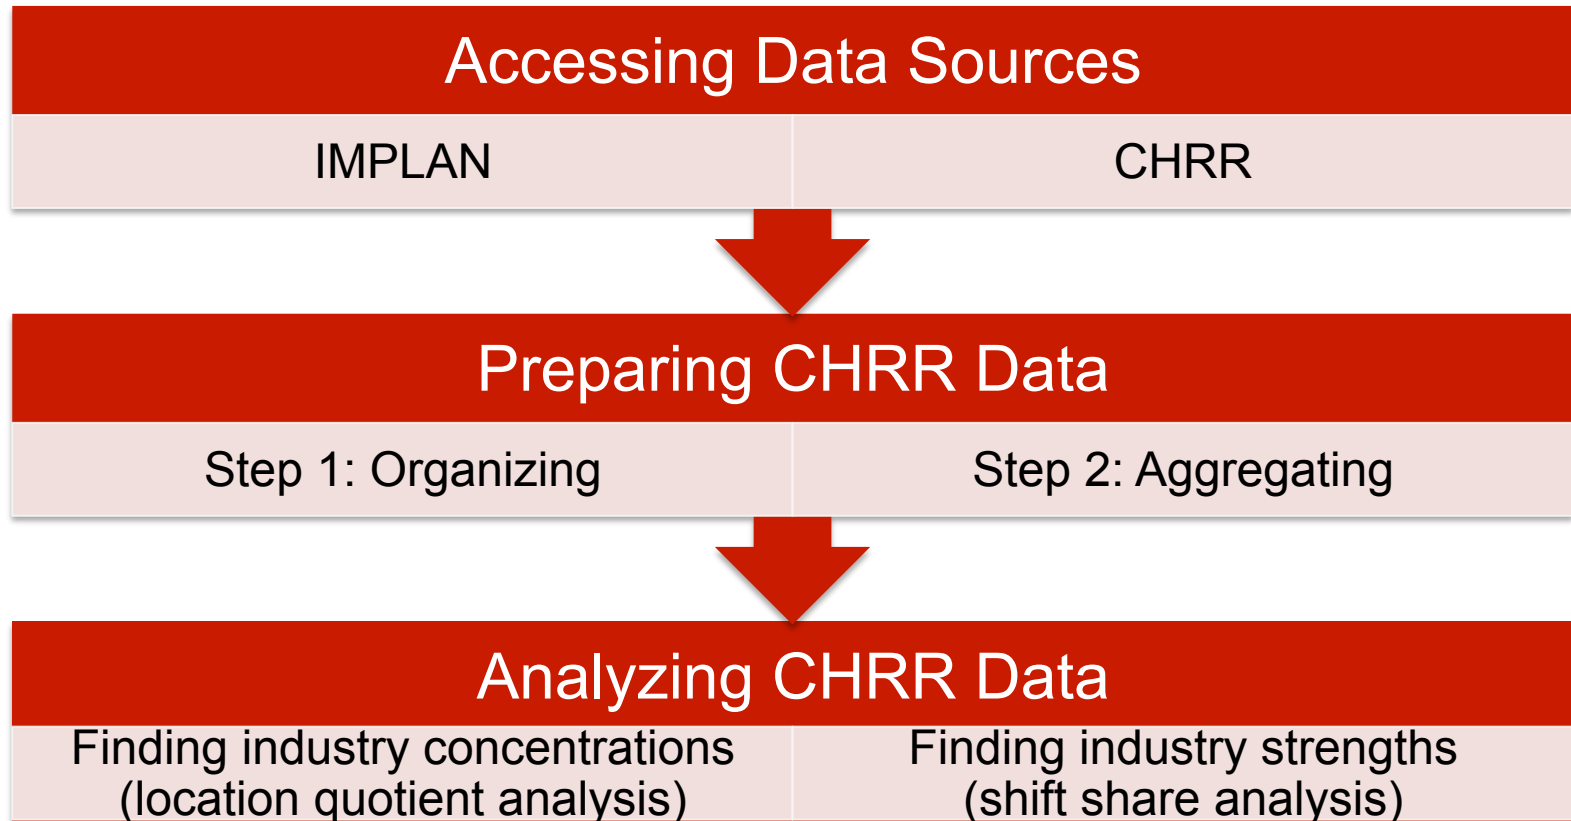 Accessing Data Sources
IMPLAN
CHRR
Preparing CHRR Data
Step 1: Organizing
Step 2: Aggregating
Analyzing CHRR Data
Finding industry concentrations
(location quotient analysis)
Finding industry strengths
(shift share analysis)